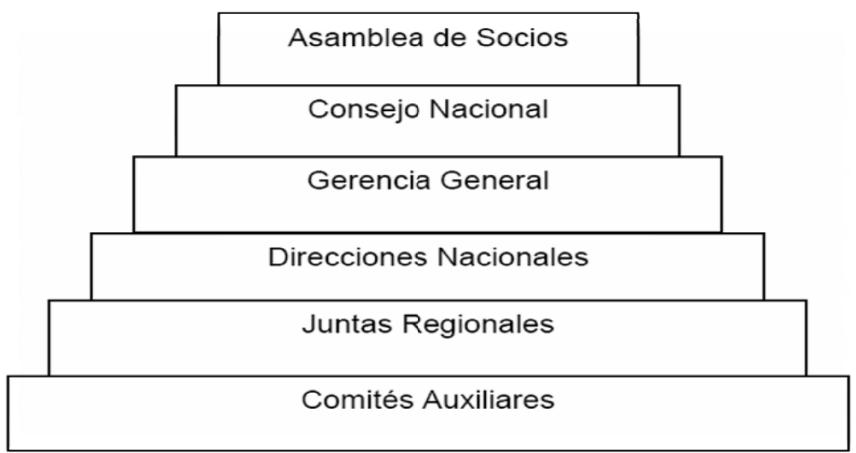 Asamblea de Socios
Consejo Nacional
Gerencia General
Direcciones Nacionales
Juntas Regionales
Comités Auxiliares